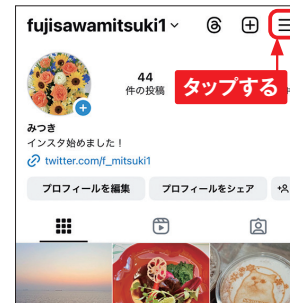 fujisawamitsuki1
44
件の投稿
タップする
みつき
インスタ始めました！
twitter.com/f_mitsuki1
プロフィールを編集
プロフィールをシェア